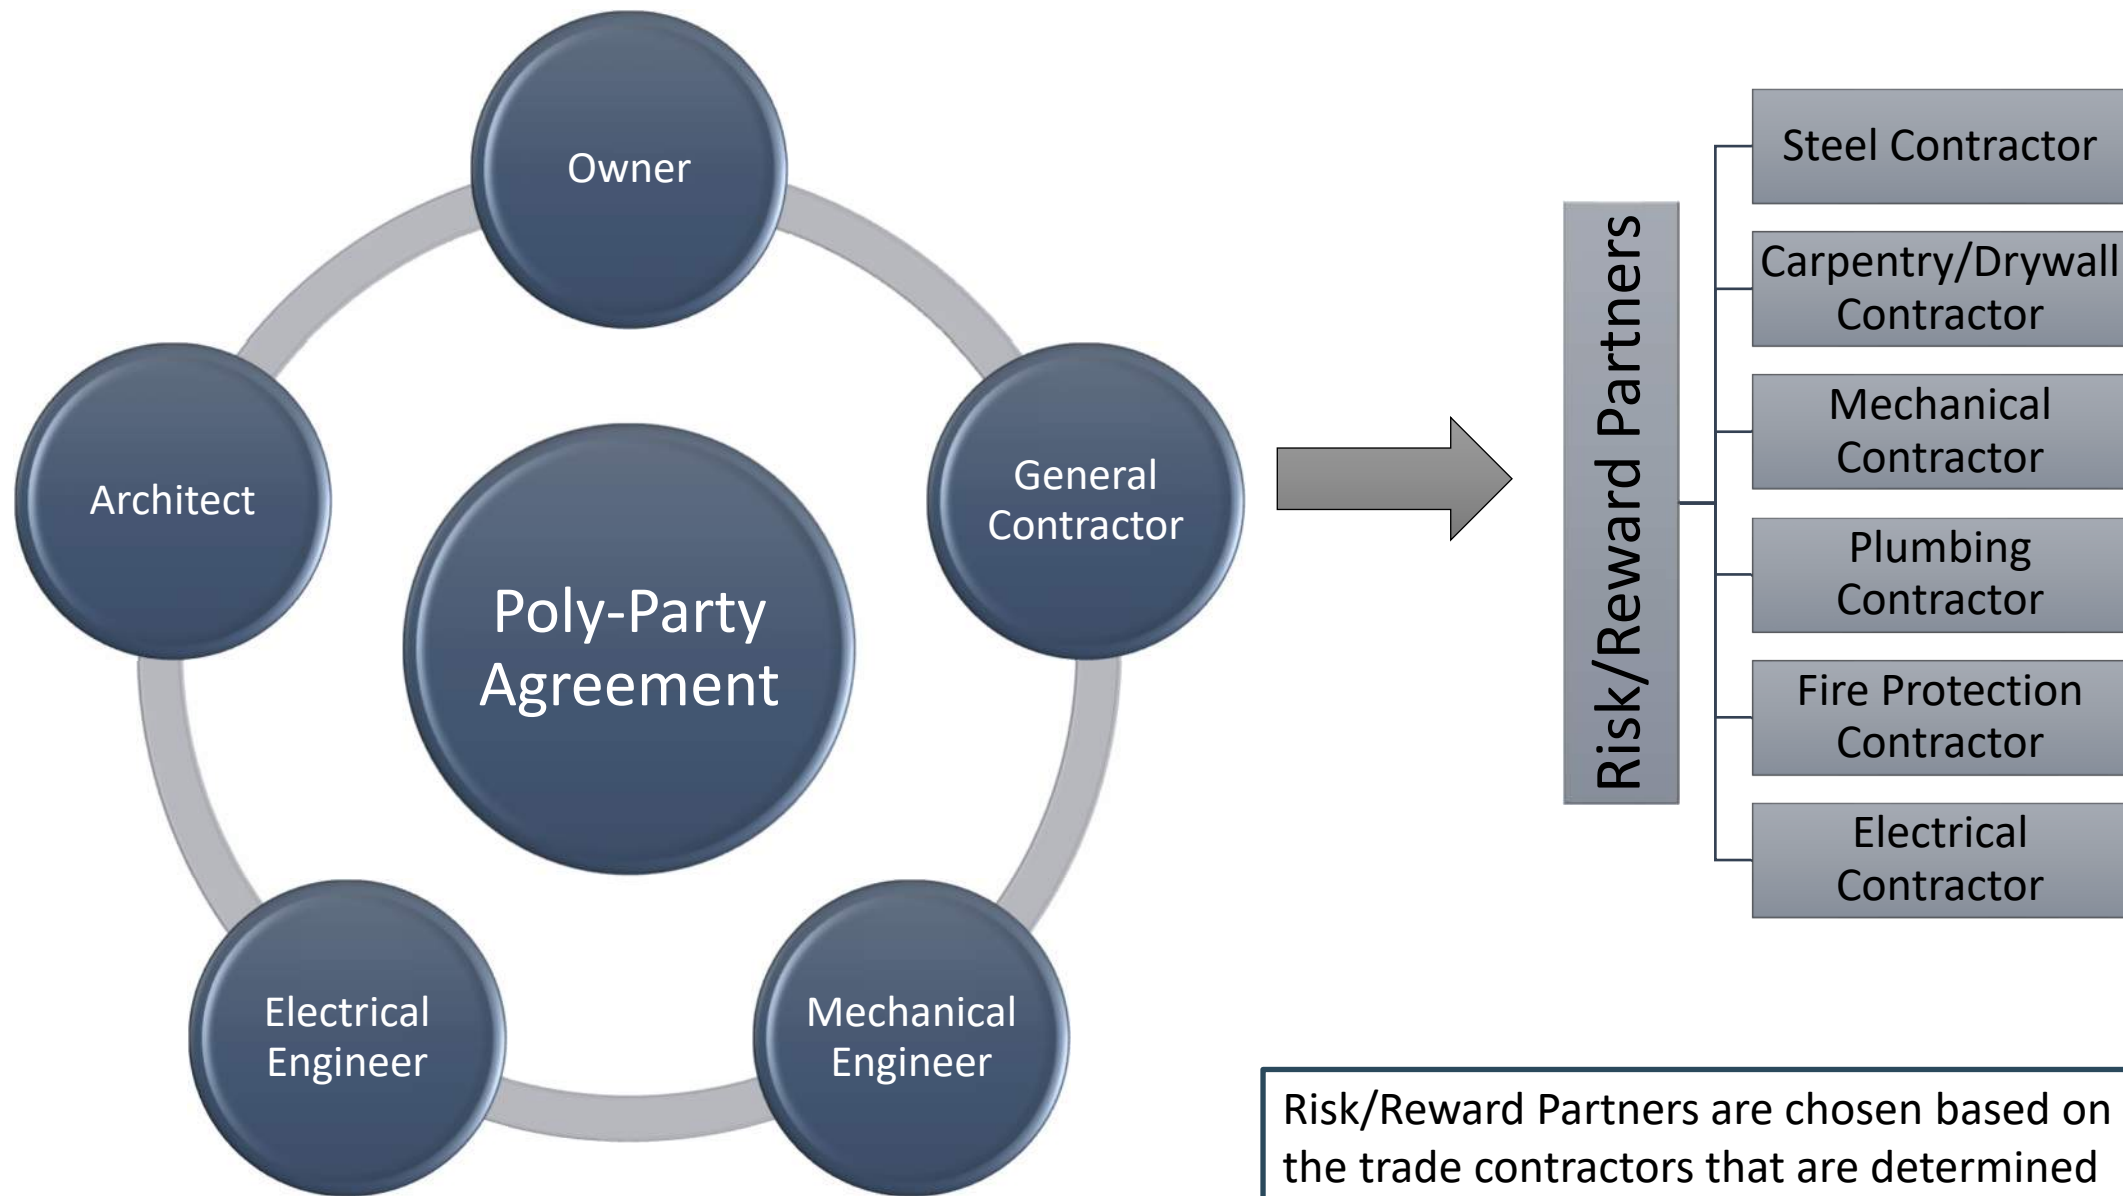 Owner
Architect
General
Contractor
Poly-Party
Agreement
Electrical
Engineer
Mechanical
Engineer
Risk/Reward Partners
Steel Contractor
Carpentry/Drywall
Contractor
Mechanical
Contractor
Plumbing
Contractor
Fire Protection
Contractor
Electrical
Contractor
Risk/Reward Partners are chosen based on
the trade contractors that are determined